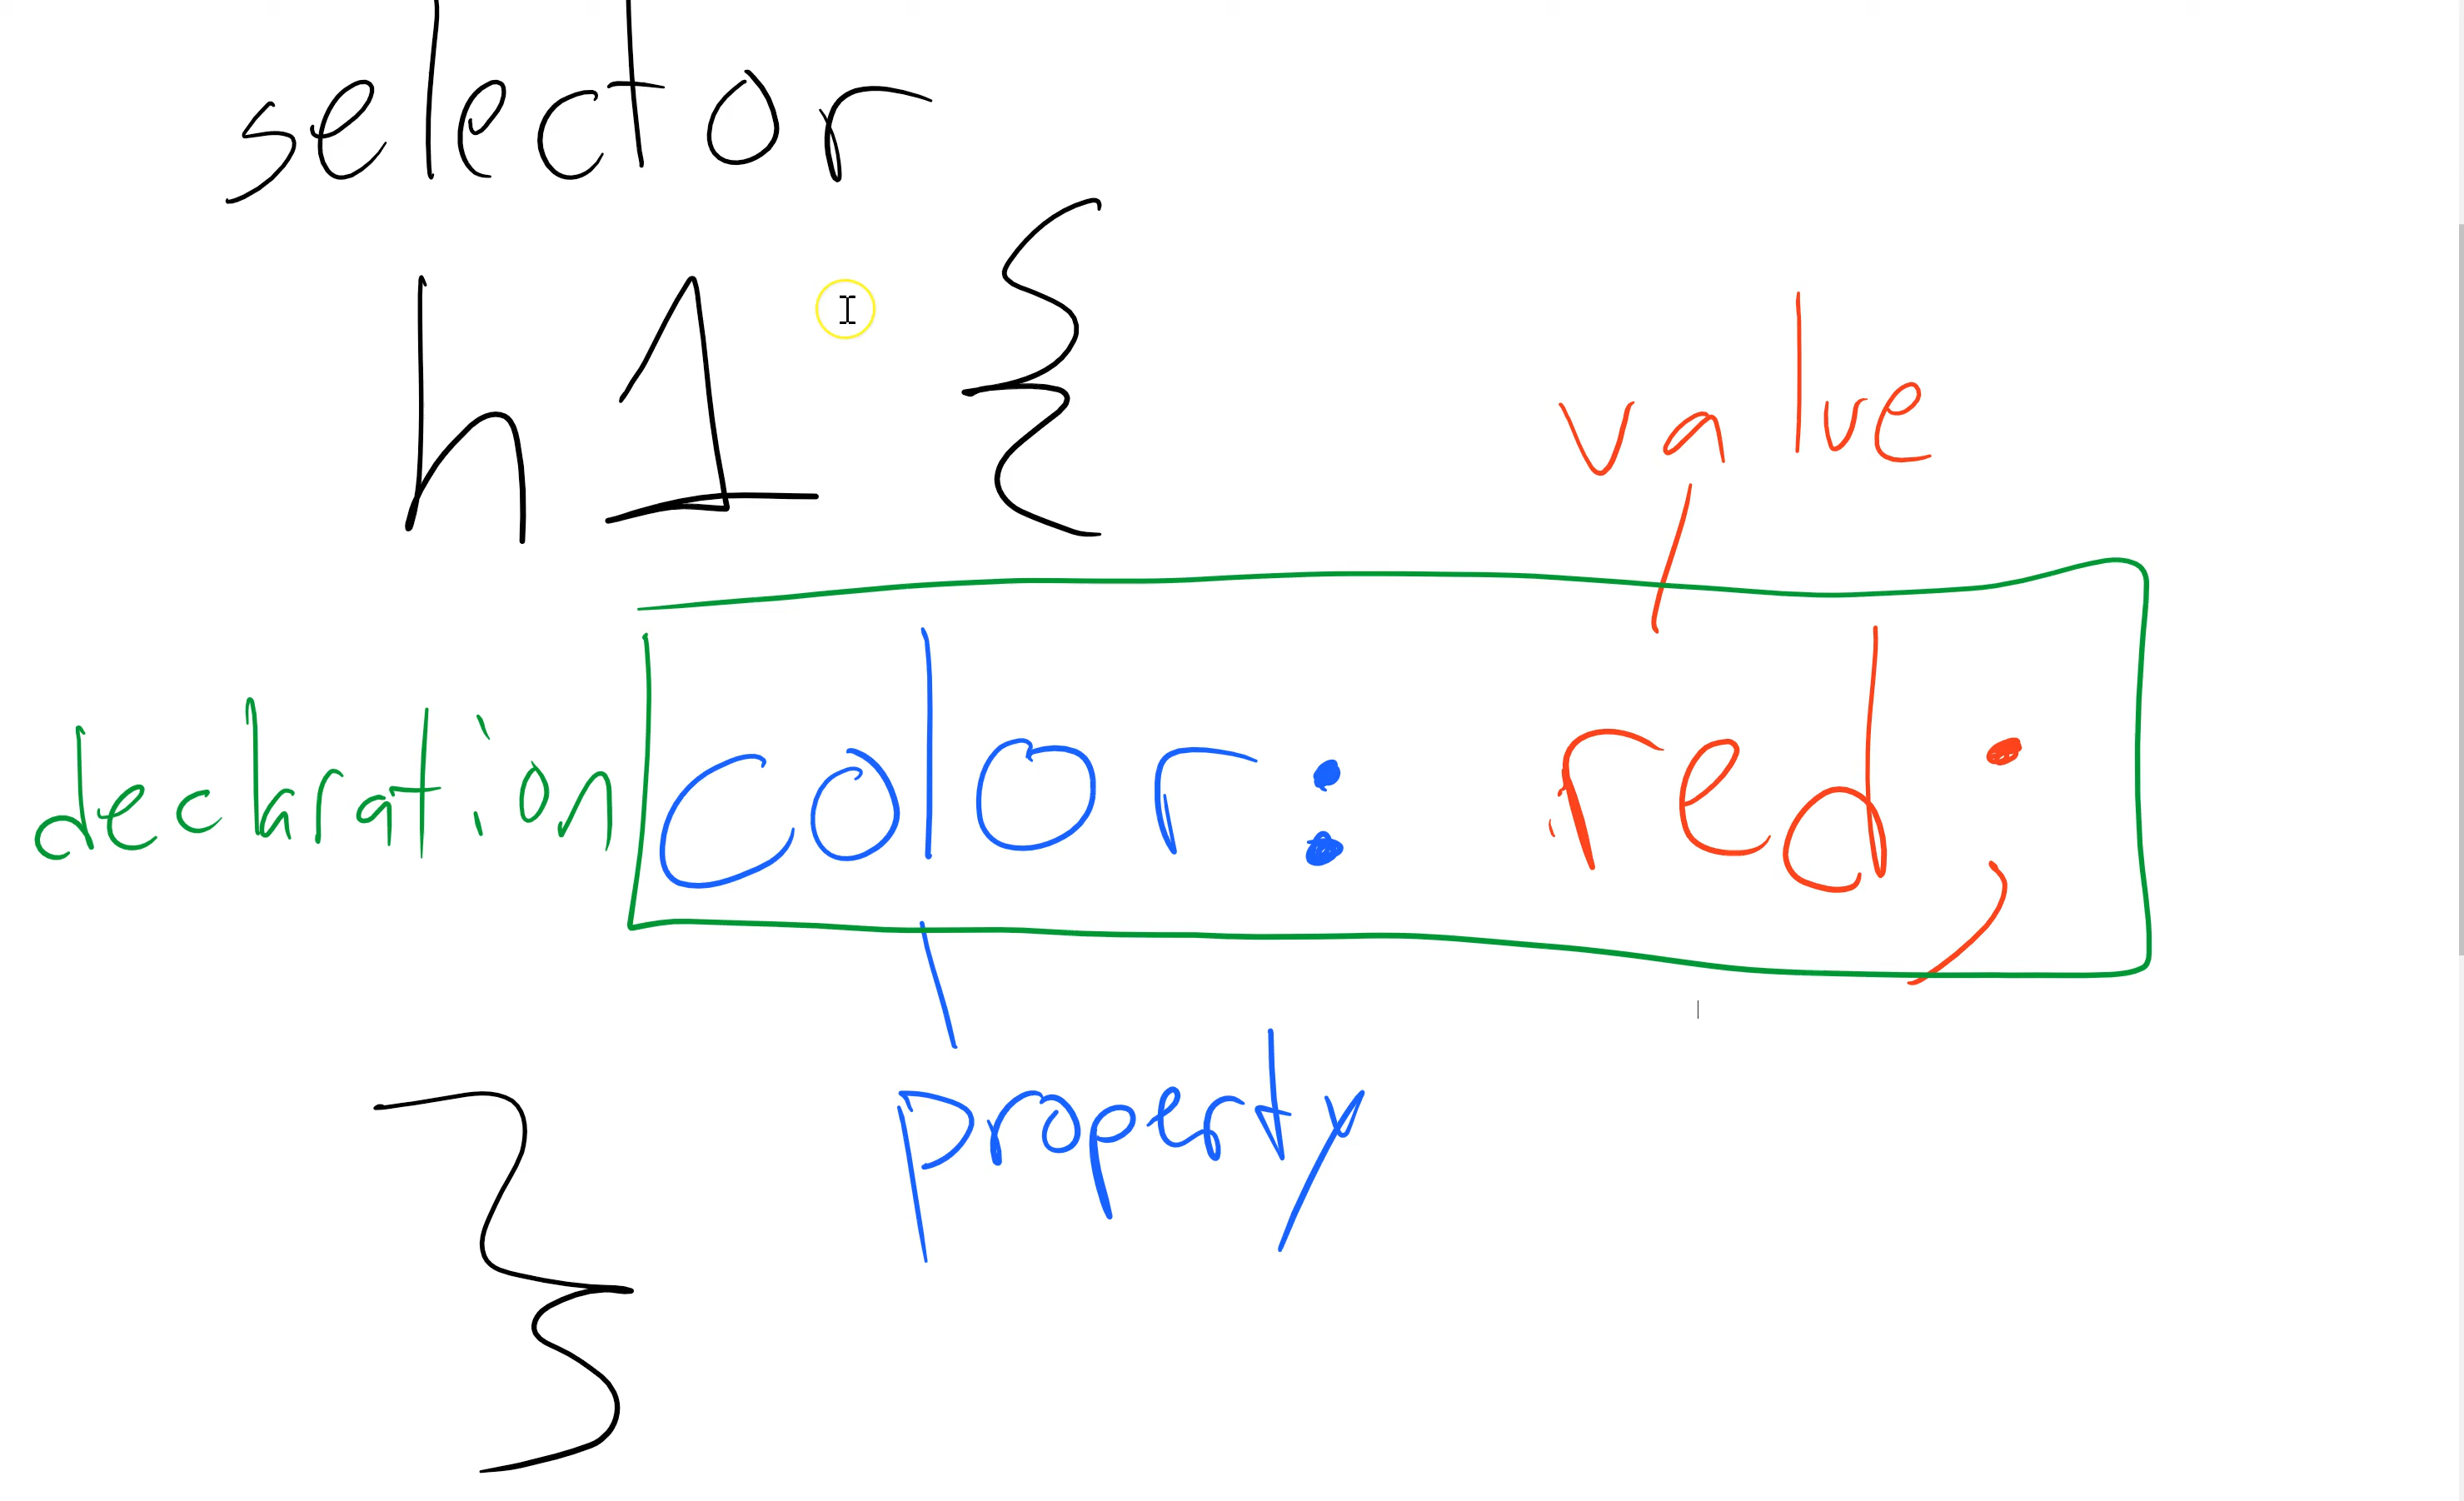 selector
h1 {
value
declaration color: red;
property
}